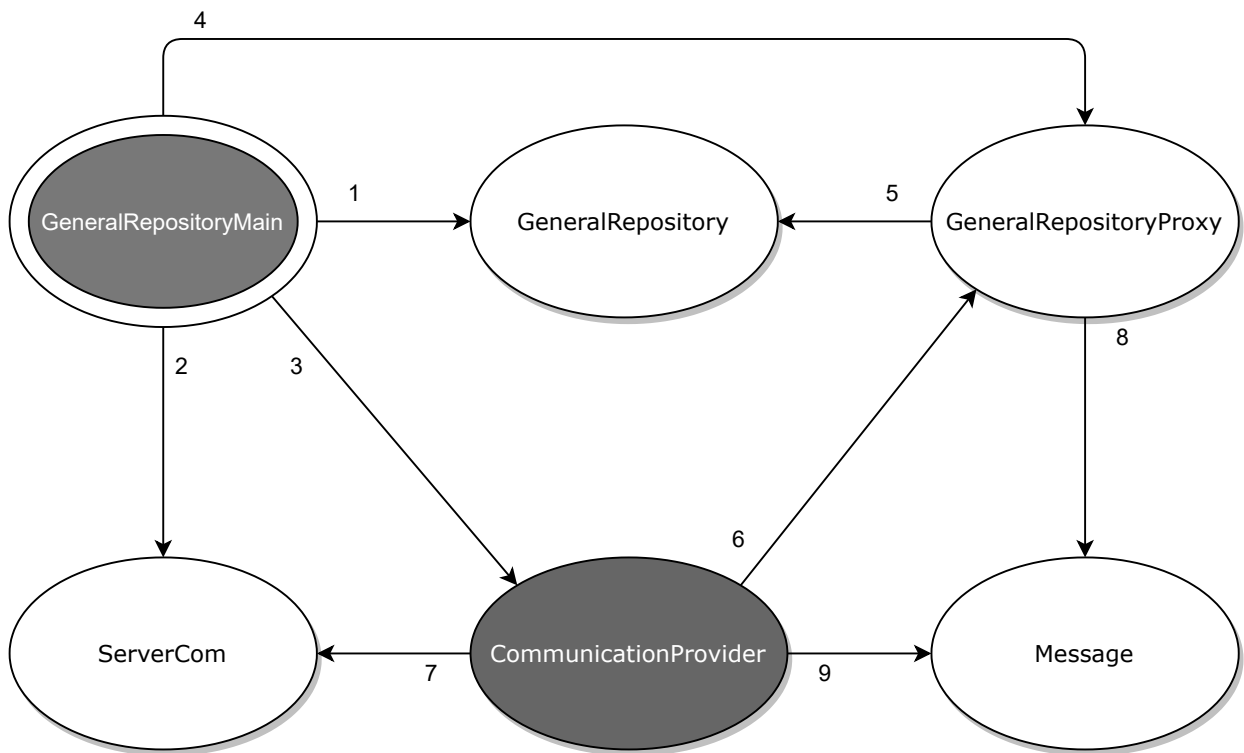 4
GeneralRepositoryMain
1
GeneralRepository
5
GeneralRepositoryProxy
2
3
8
6
ServerCom
7
CommunicationProvider
9
Message